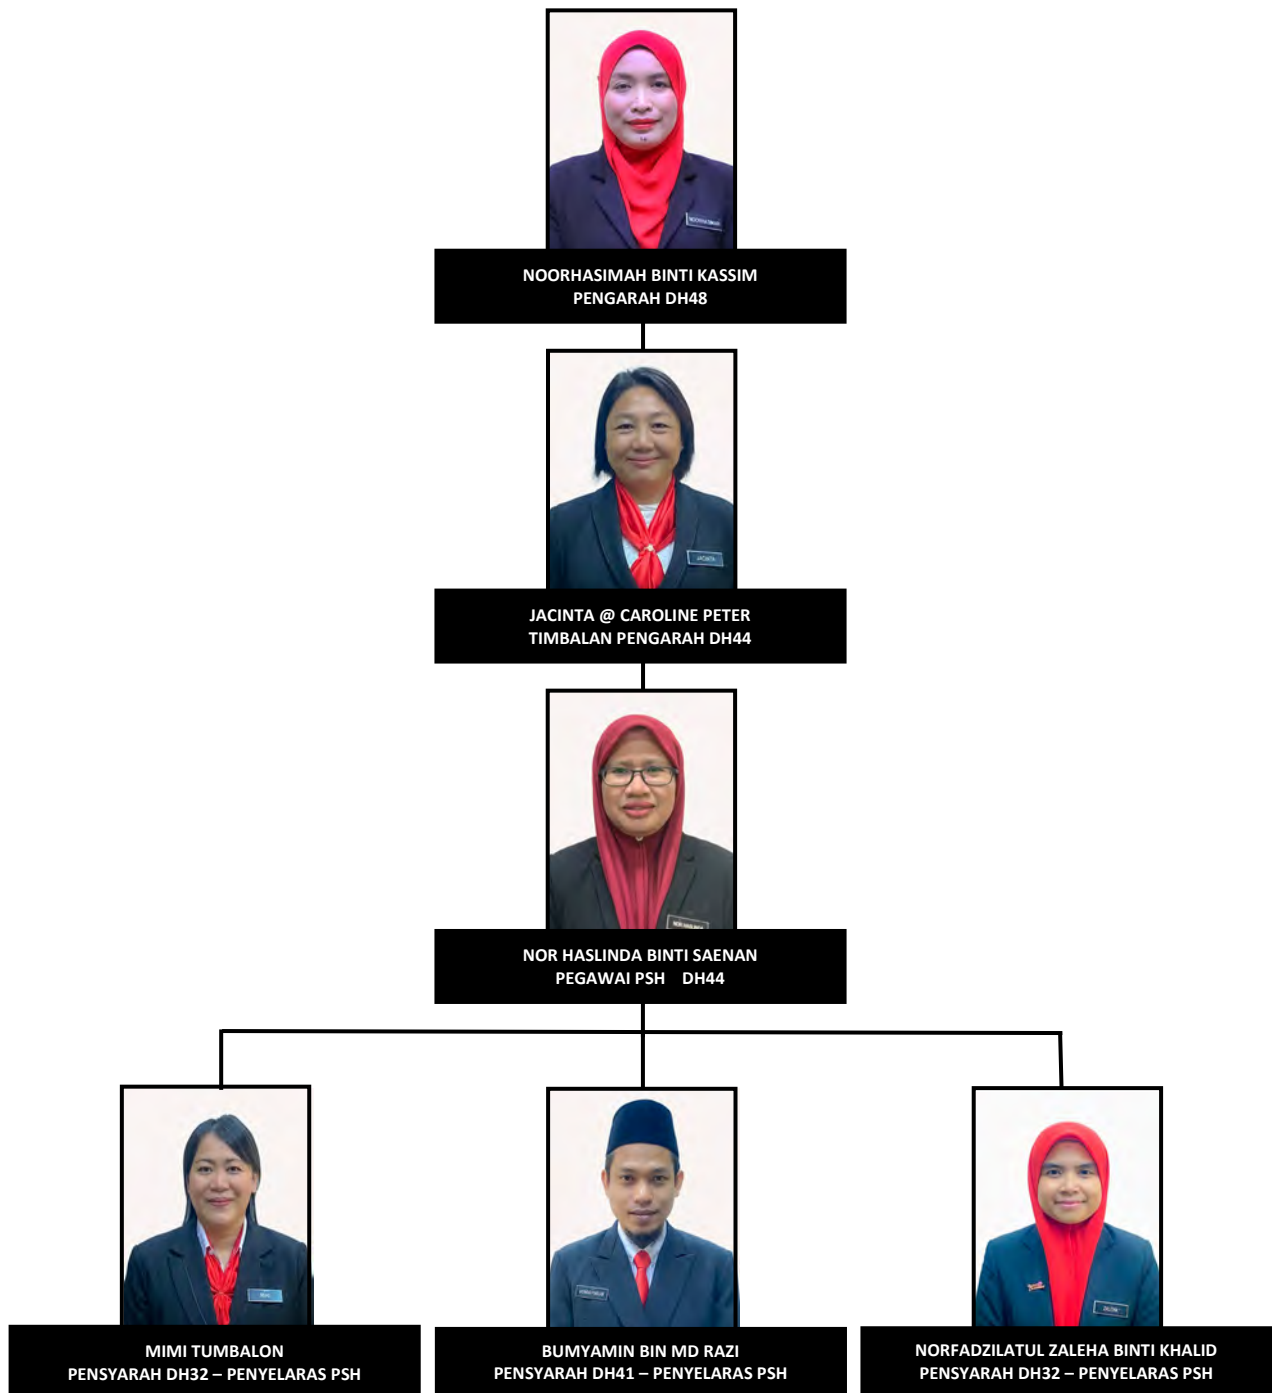 NOORHASIMAH BINTI KASSIM
PENGARAH DH48
JACINTA
JACINTA @ CAROLINE PETER
TIMBALAN PENGARAH DH44
NOR HASLINDA BINTI SAENAN
PEGAWAI PSH DH44
MIMI TUMBALON
PENSYARAH DH32 – PENYELARAS PSH
BUMYAMIN BIN MD RAZI
PENSYARAH DH41 – PENYELARAS PSH
NORFADZILATUL ZALEHA BINTI KHALID
PENSYARAH DH32 – PENYELARAS PSH